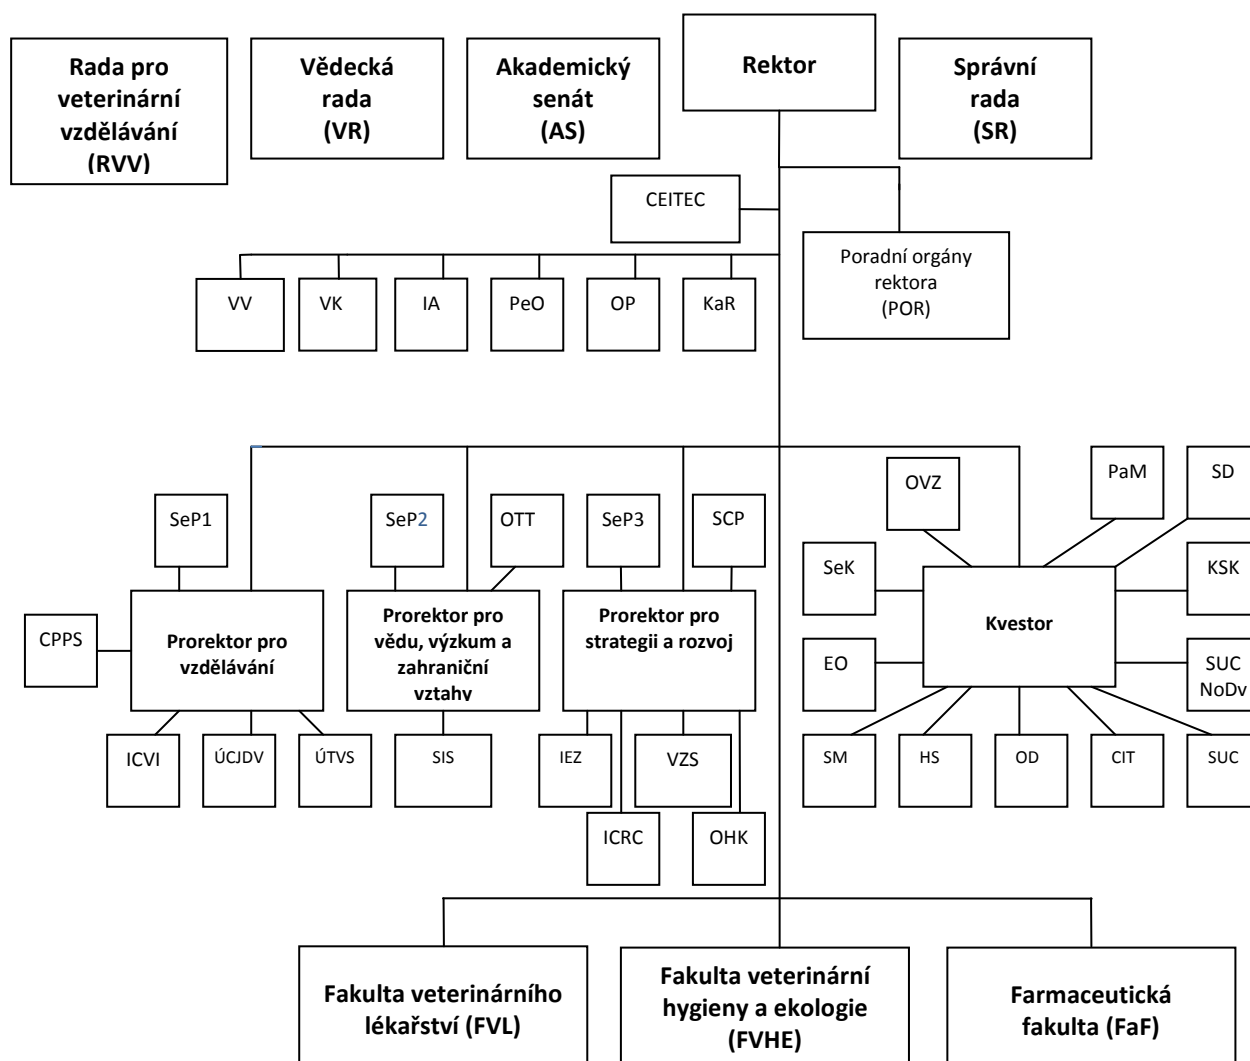 Rada pro
veterinární
vzdělávání
(RVV)
Vědecká
rada
(VR)
Akademický
senát
(AS)
Rektor
Správní
rada
(SR)
CEITEC
Poradní orgány
rektora
(POR)
VV
VK
IA
PeO
OP
KaR
SeP1
SeP2
OTT
SeP3
SCP
OVZ
PaM
SD
SeK
KSK
CPPS
Prorektor pro
vzdělávání
Prorektor pro
vědu, výzkum a
zahraniční
vztahy
Prorektor pro
strategii a rozvoj
Kvestor
EO
SUC
NoDv
ICVI
ÚCJDV
ÚTVS
SIS
IEZ
VZS
SM
HS
OD
CIT
SUC
ICRC
OHK
Fakulta veterinárního
lékařství (FVL)
Fakulta veterinární
hygieny a ekologie
(FVHE)
Farmaceutická
fakulta (FaF)